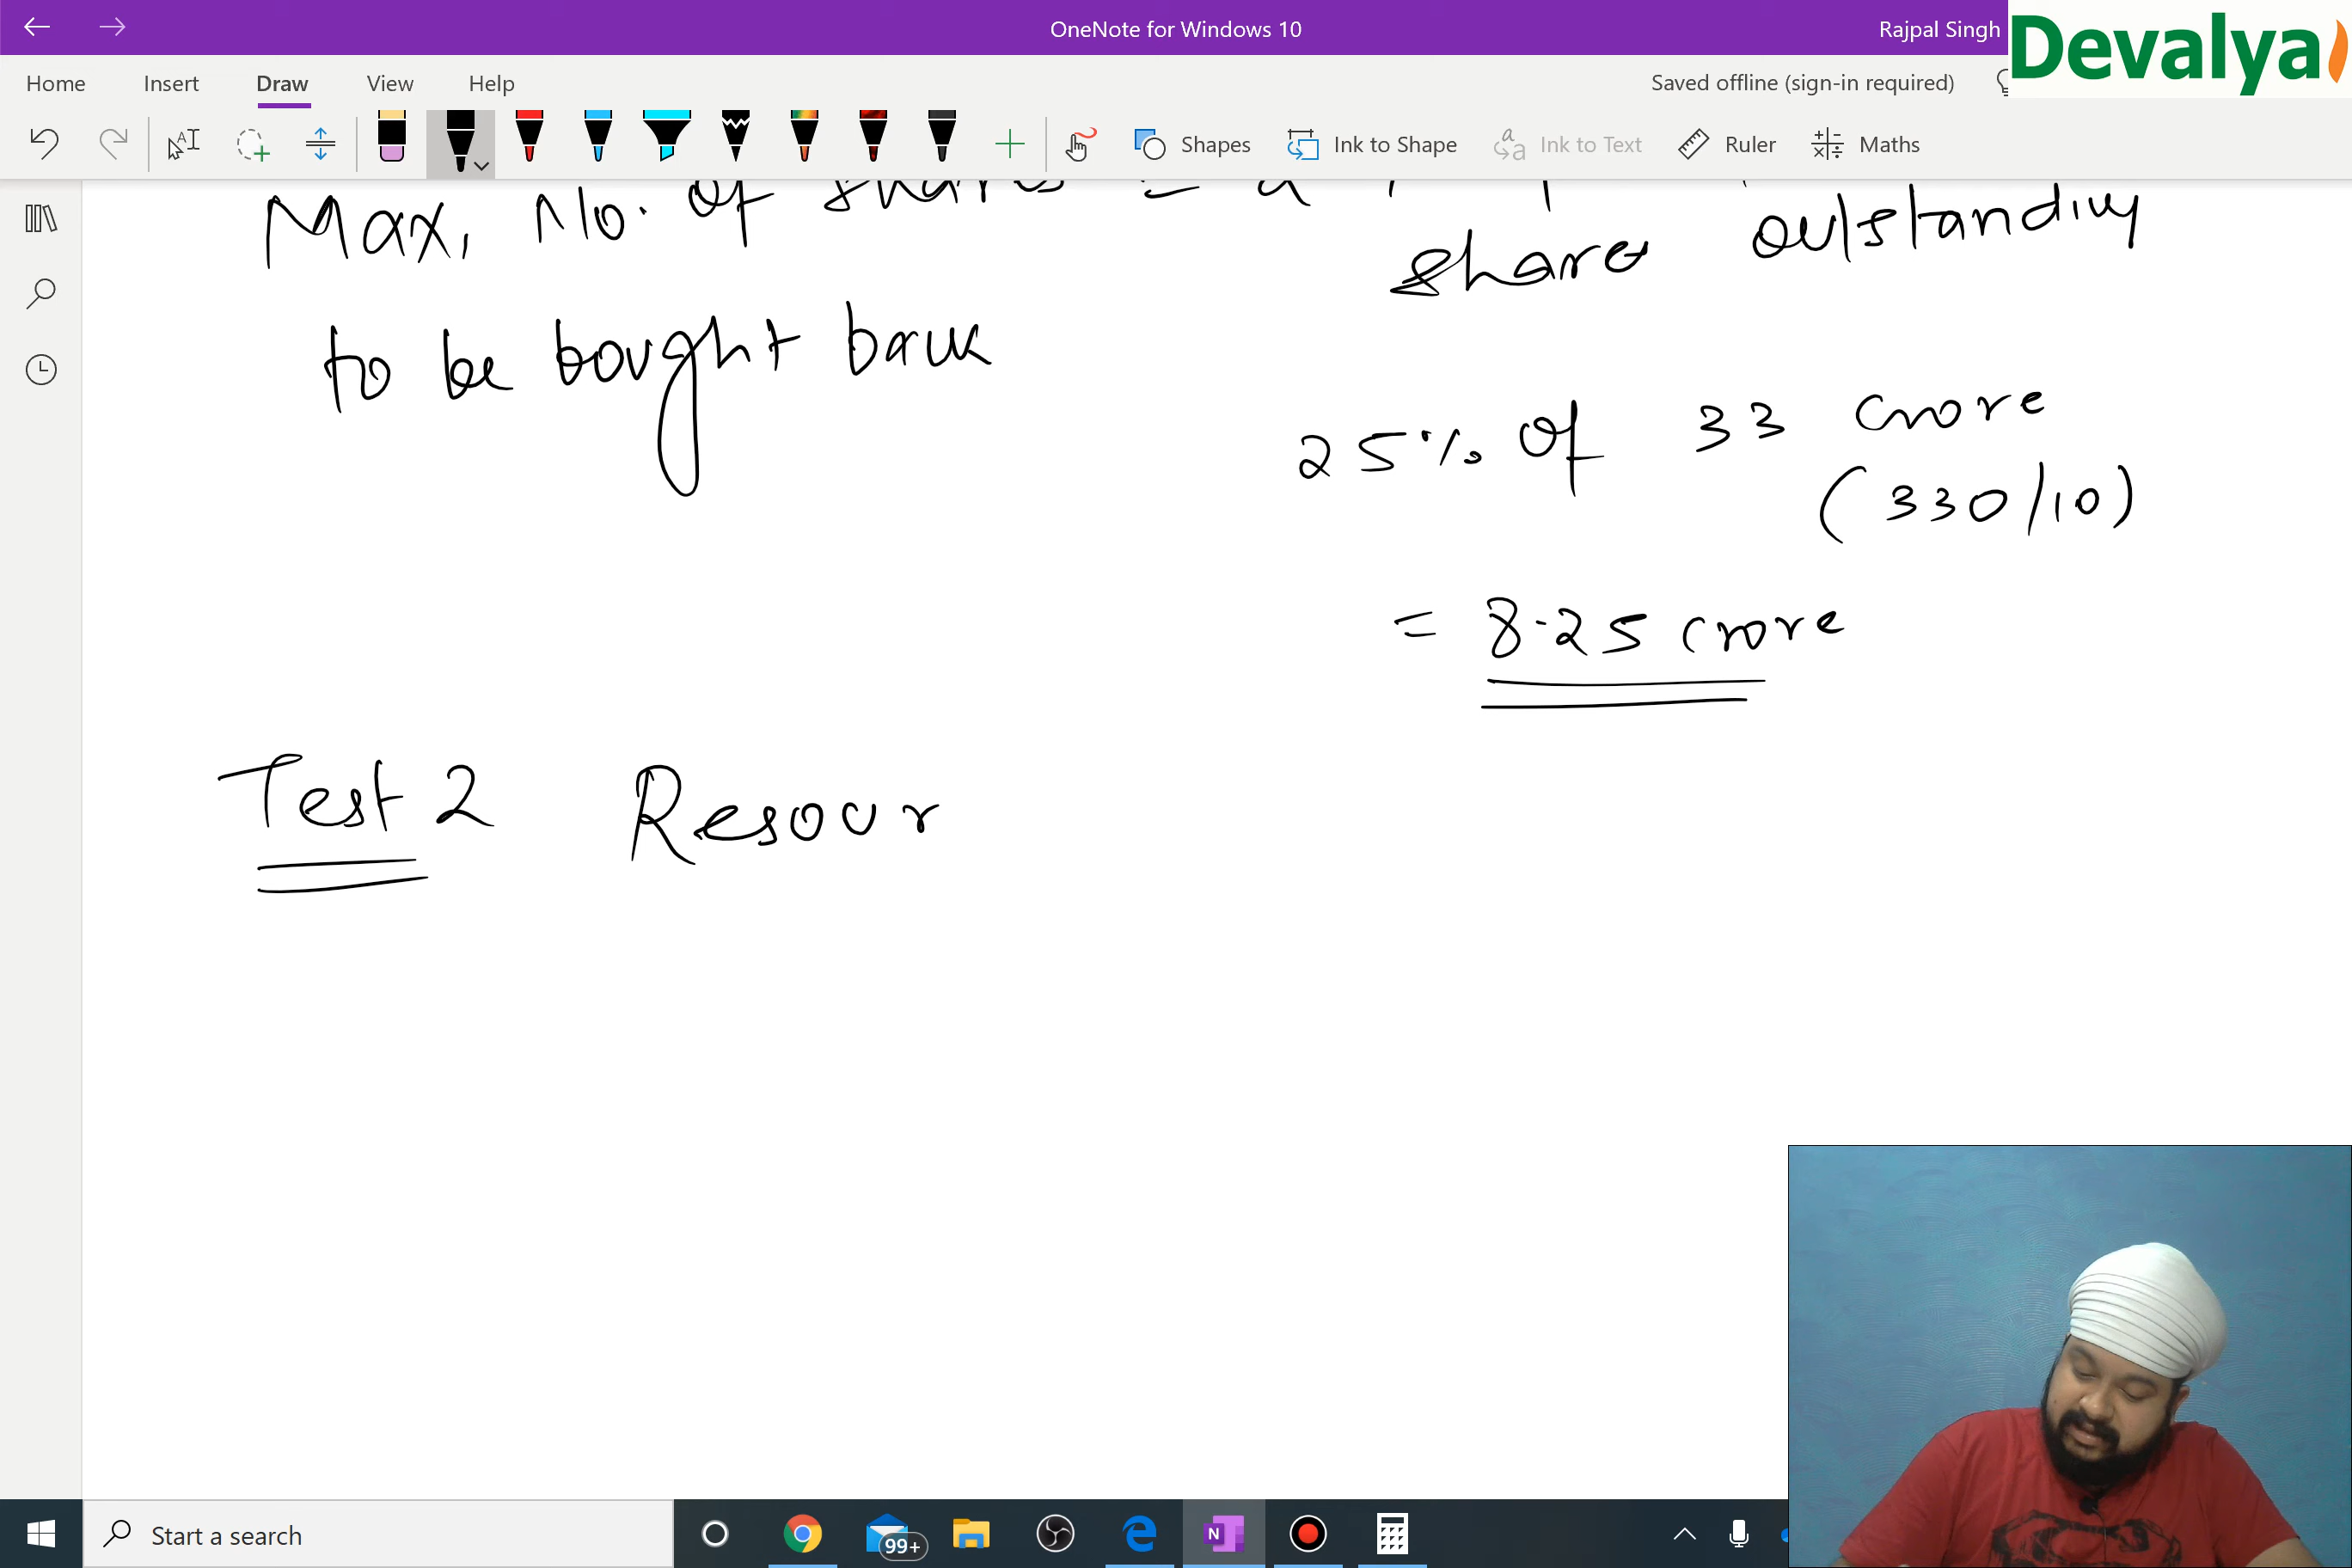 OneNote for Windows 10
Rajpal Singh
Devalya
Home Insert Draw View Help
Saved offline (sign-in required)
Shapes Ink to Shape Ink to Text Ruler Maths
Max. No. of shares =
share outstanding
to be bought back
25% of 33 crore
(330/10)
= 8.25 crore
Test 2 Resour
Start a search
99+